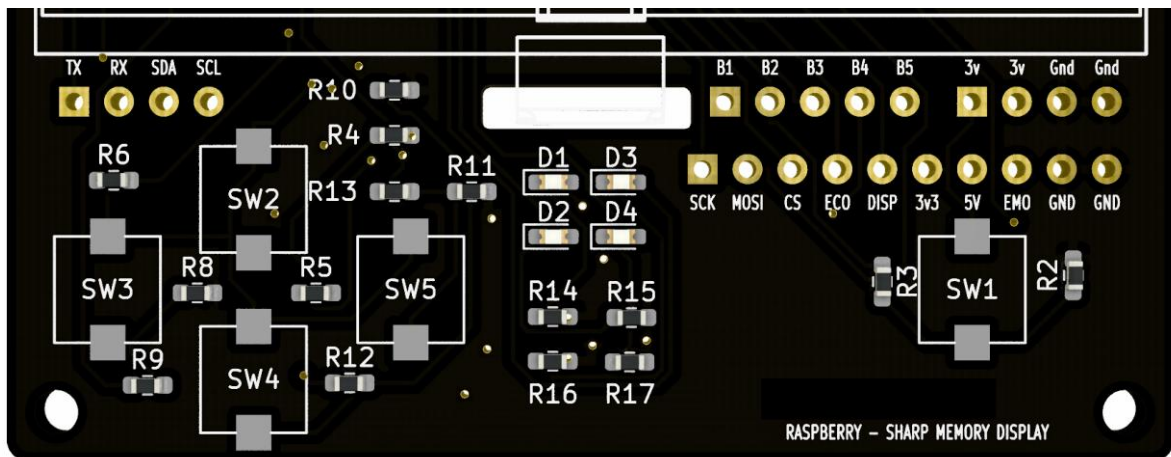 TX RX SDA SCL
B1 B2 B3 B4 B5
3v 3v Gnd Gnd
R10
R4
R6
R13
R11
D1 D3
SW2
SCK MOSI CS ECO DISP 3v3 5V EMO GND GND
D2 D4
SW3
R8
R5
SW5
R14 R15
R3
SW1
R2
R9
SW4
R12
R16 R17
RASPBERRY – SHARP MEMORY DISPLAY